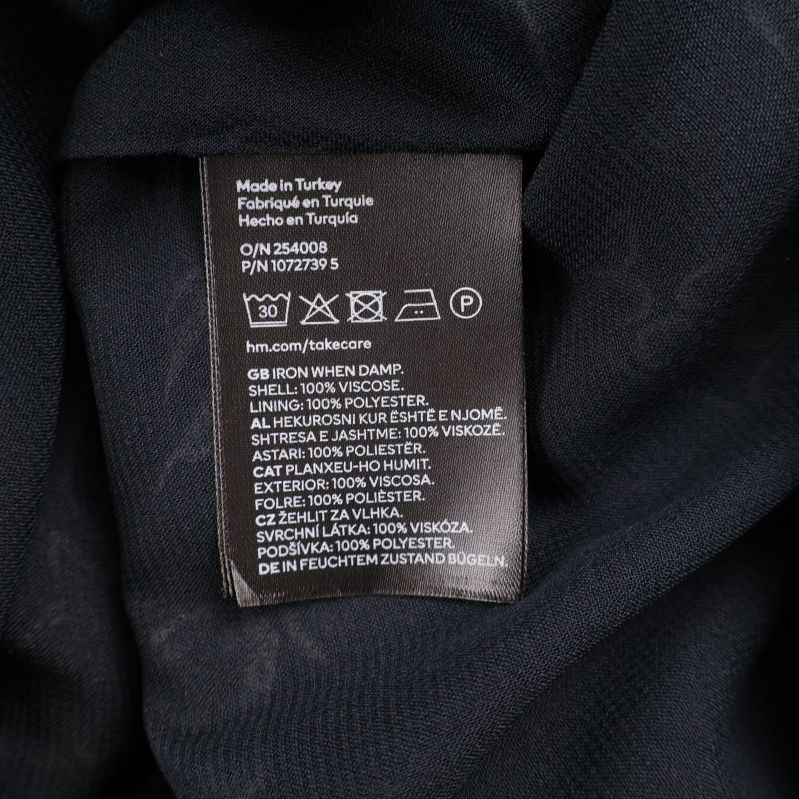 Made in Turkey
Fabriqué en Turquie
Hecho en Turquía
O/N 254008
P/N 1072739 5
30
P
hm.com/takecare
GB IRON WHEN DAMP.
SHELL: 100% VISCOSE.
LINING: 100% POLYESTER.
AL HEKUROSNI KUR ËSHTË E NJOMË.
SHTRESA E JASHTME: 100% VISKOZË.
ASTARI: 100% POLIESTËR.
CAT PLANXEU-HO HUMIT.
EXTERIOR: 100% VISCOSA.
FOLRE: 100% POLIÈSTER.
CZ ŽEHLIT ZA VLHKA.
SVRCHNÍ LÁTKA: 100% VISKÓZA.
PODŠÍVKA: 100% POLYESTER.
DE IN FEUCHTEM ZUSTAND BÜGELN.